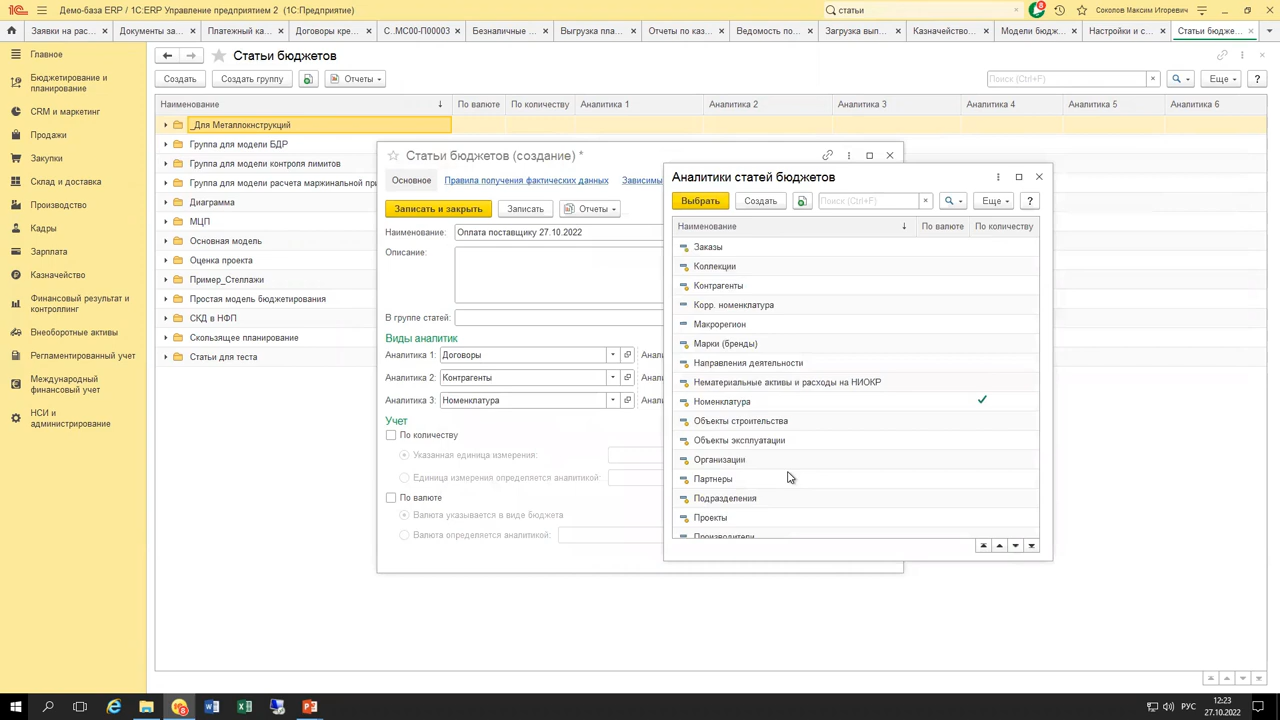 Демо-база ERP / 1С:ERP Управление предприятием 2 (1С:Предприятие)
статьи
8
Соколов Максим Игоревич
Заявки на рас...
Документы за...
Платежный ка...
Договоры кре...
С..МС00-П00003
Безналичные ...
Выгрузка пла...
Отчеты по каз...
Ведомость по...
Загрузка вып...
Казначейство...
Модели бюдж...
Настройки и с...
Статьи бюдже...
Главное
Бюджетирование и
планирование
CRM и маркетинг
Продажи
Закупки
Склад и доставка
Производство
Кадры
Зарплата
Казначейство
Финансовый результат и
контроллинг
Внеоборотные активы
Регламентированный учет
Международный
финансовый учет
НСИ и
администрирование
Статьи бюджетов
Создать
Создать группу
Отчеты
Поиск (Ctrl+F)
Еще
?
Наименование
По валюте
По количеству
Аналитика 1
Аналитика 2
Аналитика 3
Аналитика 4
Аналитика 5
Аналитика 6
_Для Металлокнструкций
Группа для модели БДР
Группа для модели контроля лимитов
Группа для модели расчета маржинальной при
Диаграмма
МЦП
Основная модель
Оценка проекта
Пример_Стеллажи
Простая модель бюджетирования
СКД в НФП
Скользящее планирование
Статьи для теста
Статьи бюджетов (создание) *
Основное
Правила получения фактических данных
Зависимы
Записать и закрыть
Записать
Отчеты
Наименование:
Оплата поставщику 27.10.2022
Описание:
В группе статей:
Виды аналитик
Аналитика 1:
Договоры
Анали
Аналитика 2:
Контрагенты
Анали
Аналитика 3:
Номенклатура
Анали
Учет
По количеству
Указанная единица измерения:
Единица измерения определяется аналитикой:
По валюте
Валюта указывается в виде бюджета
Валюта определяется аналитикой:
Аналитики статей бюджетов
Выбрать
Создать
Поиск (Ctrl+F)
Еще
?
Наименование
По валюте
По количеству
Заказы
Коллекции
Контрагенты
Корр. номенклатура
Макрорегион
Марки (бренды)
Направления деятельности
Нематериальные активы и расходы на НИОКР
Номенклатура
Объекты строительства
Объекты эксплуатации
Организации
Партнеры
Подразделения
Проекты
Производители
РУС
12:23
27.10.2022